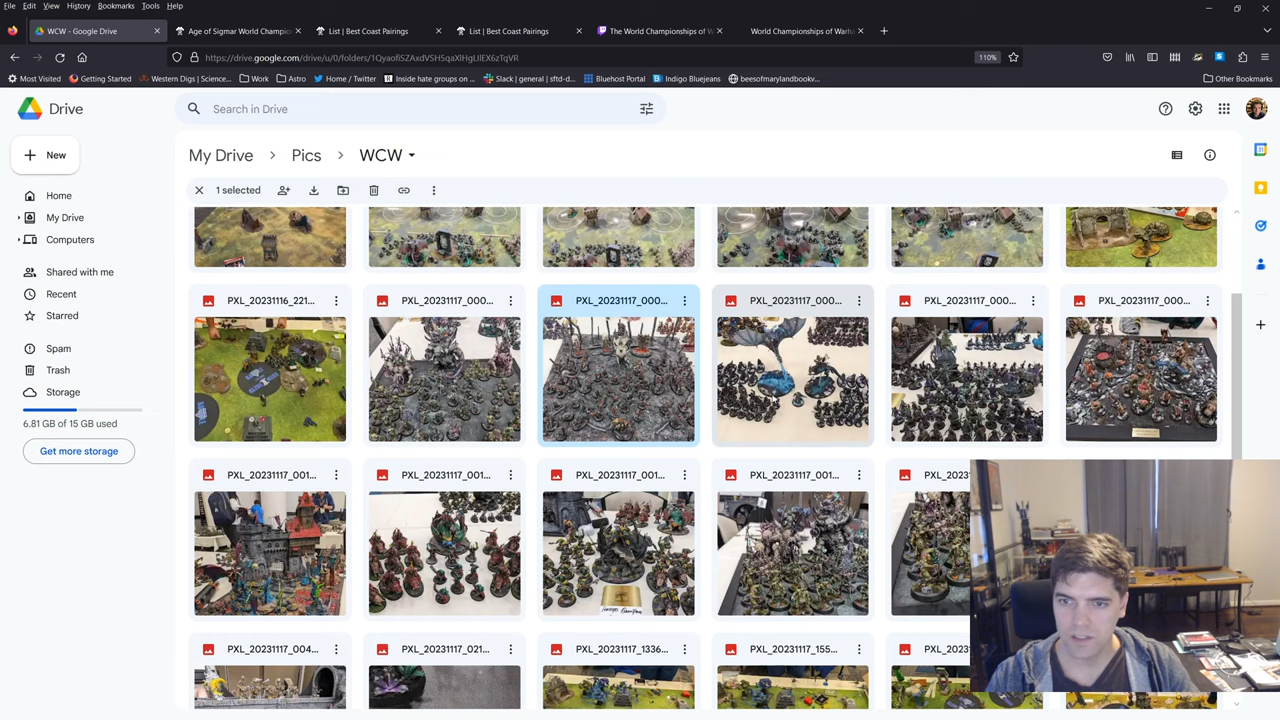 File Edit View History Bookmarks Tools Help
WCW - Google Drive
Age of Sigmar World Champio
List | Best Coast Pairings
List | Best Coast Pairings
The World Championships of W
World Championships of Warha
https://drive.google.com/drive/u/0/folders/1QyaofiSZAxdVSH5qaXlHgLlIEX6zTqVR
110%
Most Visited
Getting Started
Western Digs | Science...
Work
Astro
Home / Twitter
Inside hate groups on ...
Slack | general | sftd-d...
Bluehost Portal
Indigo Bluejeans
beesofmarylandbookv...
Other Bookmarks
Drive
Search in Drive
New
My Drive
Pics
WCW
1 selected
Home
My Drive
Computers
Shared with me
Recent
Starred
Spam
Trash
Storage
6.81 GB of 15 GB used
Get more storage
PXL_20231116_221...
PXL_20231117_000...
PXL_20231117_000...
PXL_20231117_000...
PXL_20231117_000...
PXL_20231117_000...
PXL_20231117_001...
PXL_20231117_001...
PXL_20231117_001...
PXL_20231117_001...
PXL_20231117_004...
PXL_20231117_021...
PXL_20231117_1336...
PXL_20231117_155...